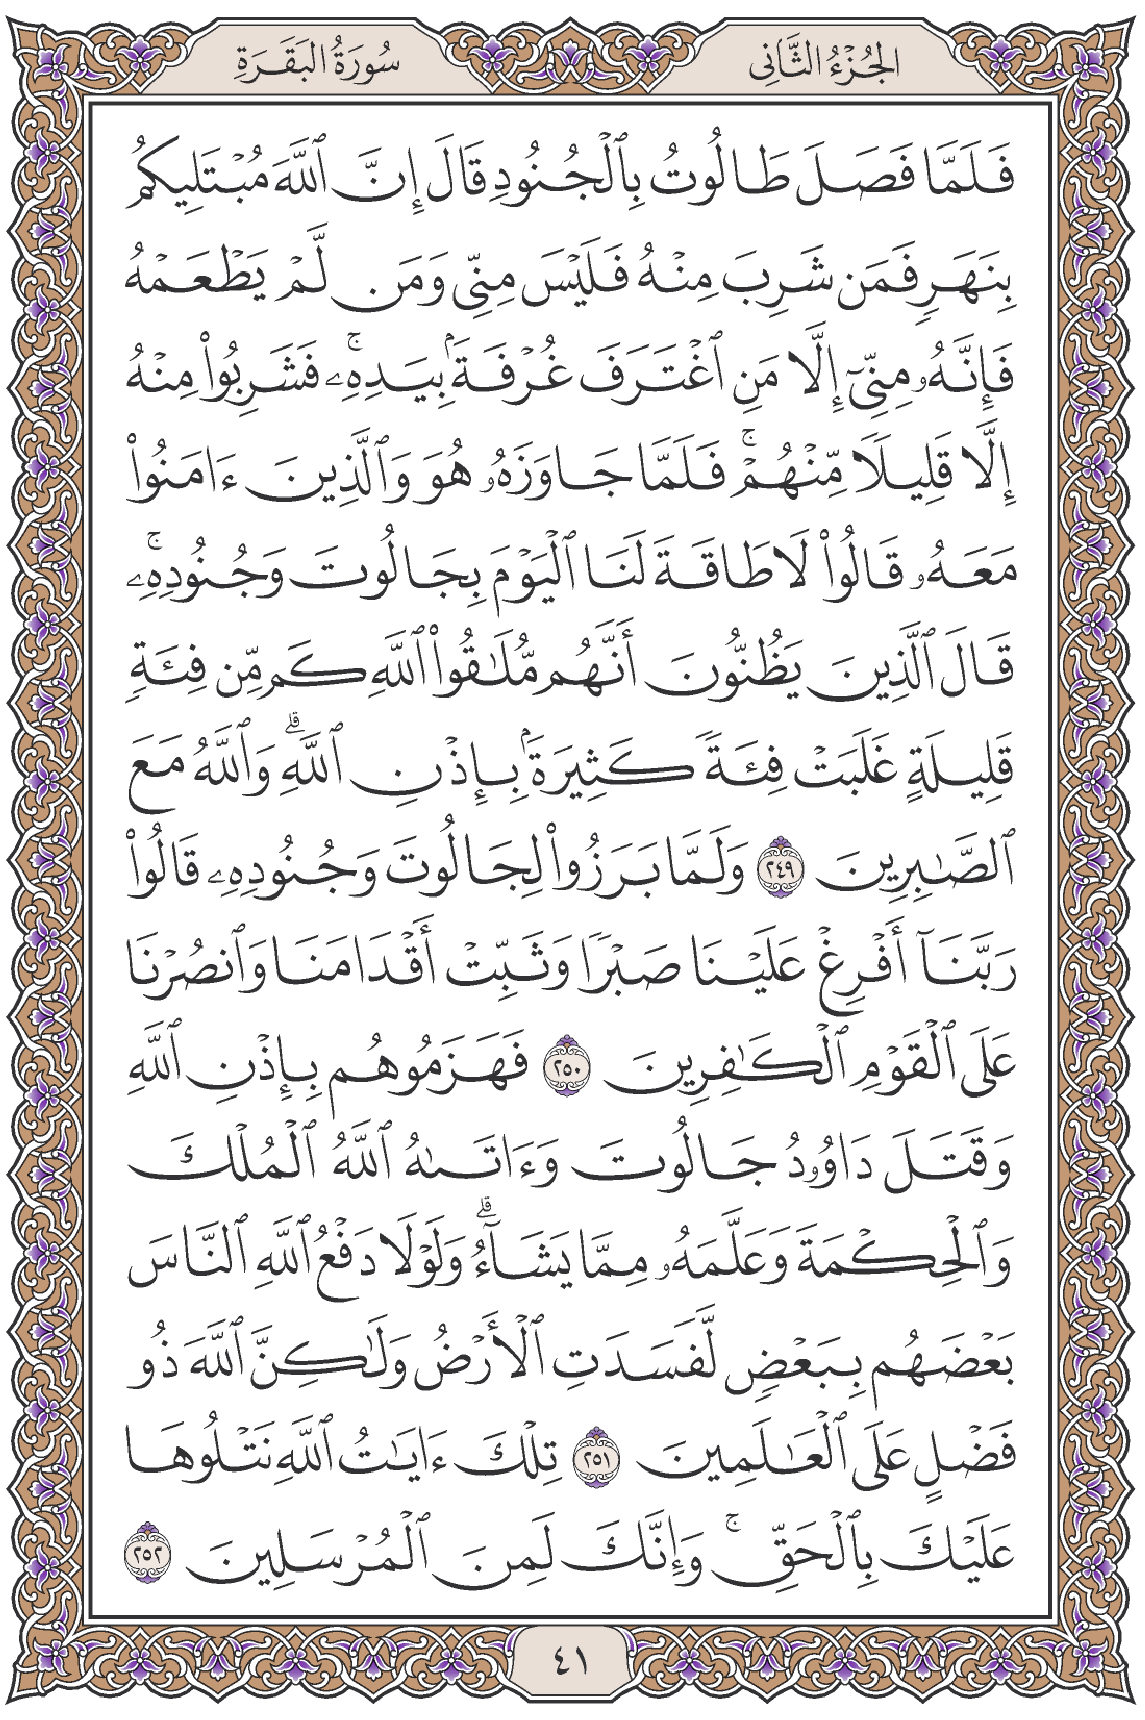 الجُزْءُ الثَّانِي
سُورَةُ البَقَرَةِ
فَلَمَّا فَصَلَ طَالُوتُ بِٱلْجُنُودِ قَالَ إِنَّ ٱللَّهَ مُبْتَلِيكُم
بِنَهَرٍ فَمَن شَرِبَ مِنْهُ فَلَيْسَ مِنِّي وَمَن لَّمْ يَطْعَمْهُ
فَإِنَّهُۥ مِنِّيٓ إِلَّا مَنِ ٱغْتَرَفَ غُرْفَةَۢ بِيَدِهِۦۚ فَشَرِبُوا۟ مِنْهُ
إِلَّا قَلِيلًا مِّنْهُمْۚ فَلَمَّا جَاوَزَهُۥ هُوَ وَٱلَّذِينَ ءَامَنُوا۟
مَعَهُۥ قَالُوا۟ لَا طَاقَةَ لَنَا ٱلْيَوْمَ بِجَالُوتَ وَجُنُودِهِۦۚ
قَالَ ٱلَّذِينَ يَظُنُّونَ أَنَّهُم مُّلَٰقُوا۟ ٱللَّهِ كَم مِّن فِئَةٍ
قَلِيلَةٍ غَلَبَتْ فِئَةً كَثِيرَةَۢ بِإِذْنِ ٱللَّهِۗ وَٱللَّهُ مَعَ
ٱلصَّٰبِرِينَ ٢٤٩ وَلَمَّا بَرَزُوا۟ لِجَالُوتَ وَجُنُودِهِۦ قَالُوا۟
رَبَّنَآ أَفْرِغْ عَلَيْنَا صَبْرًا وَثَبِّتْ أَقْدَامَنَا وَٱنصُرْنَا
عَلَى ٱلْقَوْمِ ٱلْكَٰفِرِينَ ٢٥٠ فَهَزَمُوهُم بِإِذْنِ ٱللَّهِ
وَقَتَلَ دَاوُۥدُ جَالُوتَ وَءَاتَىٰهُ ٱللَّهُ ٱلْمُلْكَ
وَٱلْحِكْمَةَ وَعَلَّمَهُۥ مِمَّا يَشَآءُۗ وَلَوْلَا دَفْعُ ٱللَّهِ ٱلنَّاسَ
بَعْضَهُم بِبَعْضٍ لَّفَسَدَتِ ٱلْأَرْضُ وَلَٰكِنَّ ٱللَّهَ ذُو
فَضْلٍ عَلَى ٱلْعَٰلَمِينَ ٢٥١ تِلْكَ ءَايَٰتُ ٱللَّهِ نَتْلُوهَا
عَلَيْكَ بِٱلْحَقِّۚ وَإِنَّكَ لَمِنَ ٱلْمُرْسَلِينَ ٢٥٢
٤١